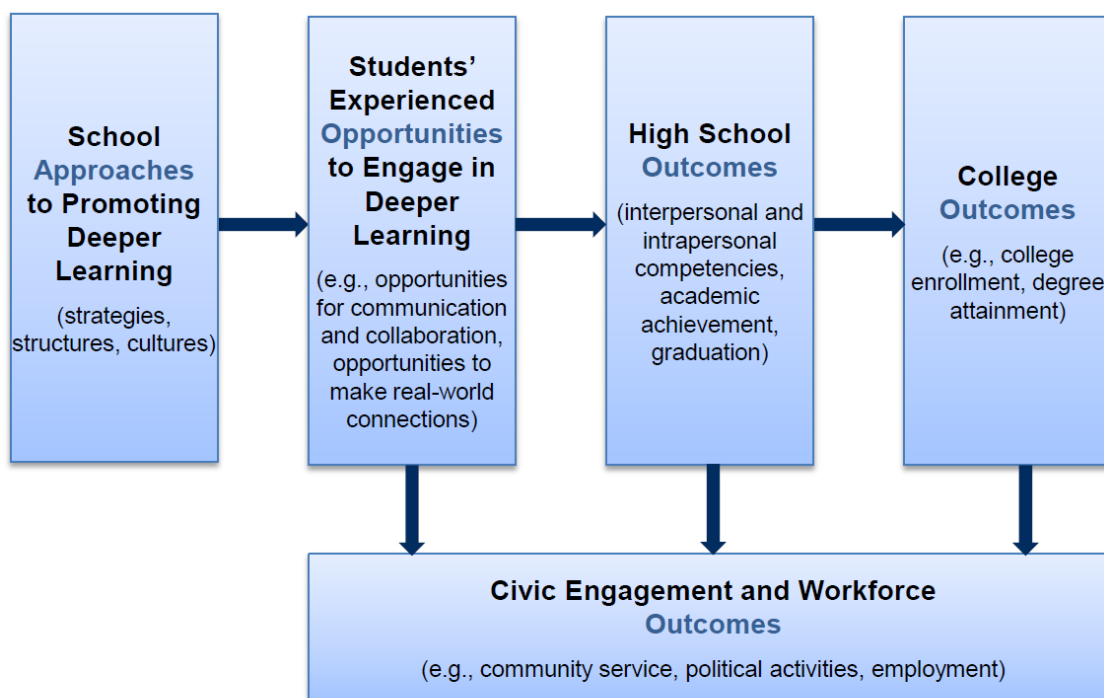 School
Approaches
to Promoting
Deeper
Learning
(strategies,
structures, cultures)
Students’
Experienced
Opportunities
to Engage in
Deeper
Learning
(e.g., opportunities
for communication
and collaboration,
opportunities to
make real-world
connections)
High School
Outcomes
(interpersonal and
intrapersonal
competencies,
academic
achievement,
graduation)
College
Outcomes
(e.g., college
enrollment, degree
attainment)
Civic Engagement and Workforce
Outcomes
(e.g., community service, political activities, employment)